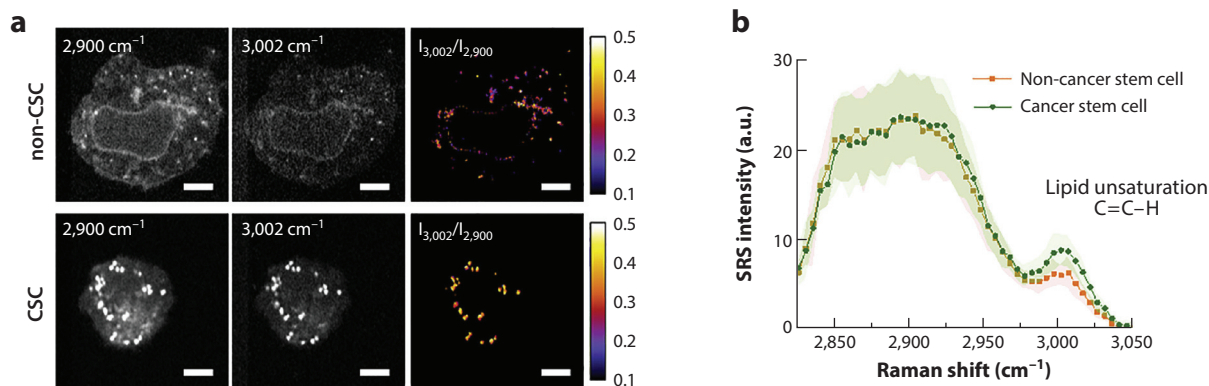 a
2,900 cm⁻¹
3,002 cm⁻¹
I₃,₀₀₂/I₂,₉₀₀
0.5
0.4
0.3
0.2
0.1
non-CSC
2,900 cm⁻¹
3,002 cm⁻¹
I₃,₀₀₂/I₂,₉₀₀
0.5
0.4
0.3
0.2
0.1
CSC
b
30
20
10
0
SRS intensity (a.u.)
Non-cancer stem cell
Cancer stem cell
Lipid unsaturation
C=C–H
2,850
2,900
2,950
3,000
3,050
Raman shift (cm⁻¹)